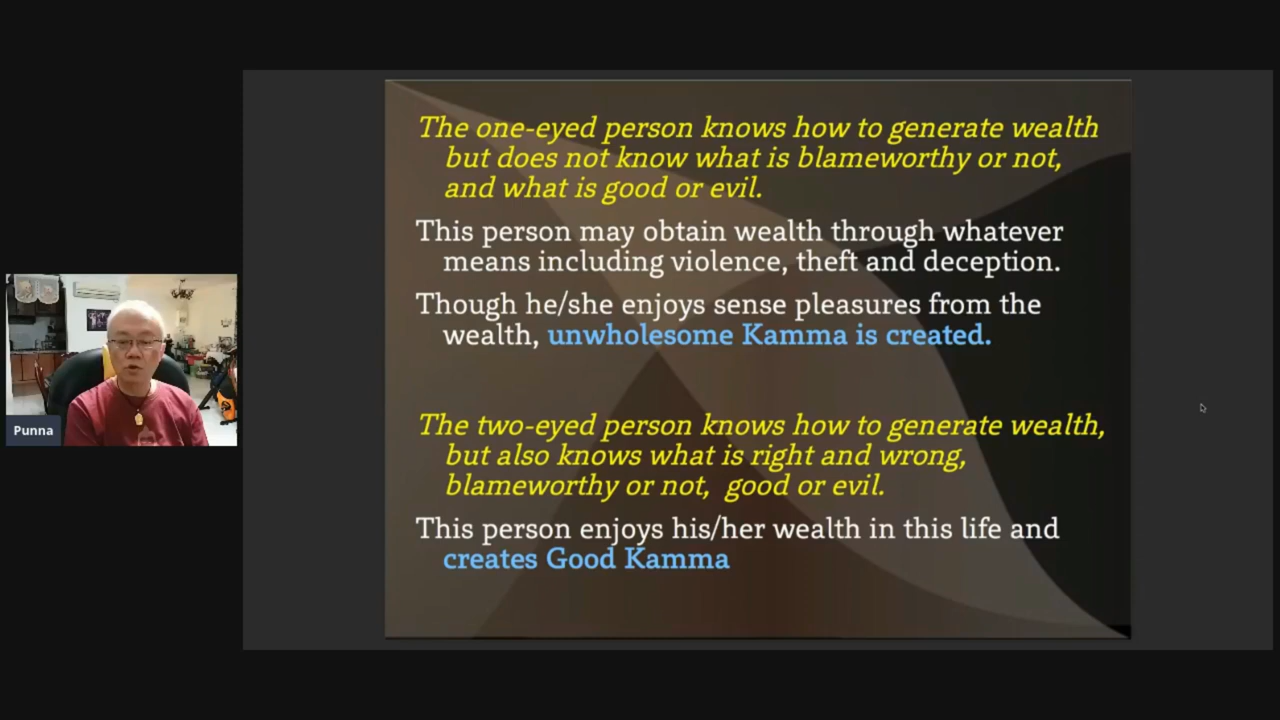 The one-eyed person knows how to generate wealth
but does not know what is blameworthy or not,
and what is good or evil.
This person may obtain wealth through whatever
means including violence, theft and deception.
Though he/she enjoys sense pleasures from the
wealth, unwholesome Kamma is created.
The two-eyed person knows how to generate wealth,
but also knows what is right and wrong,
blameworthy or not, good or evil.
This person enjoys his/her wealth in this life and
creates Good Kamma
Punna